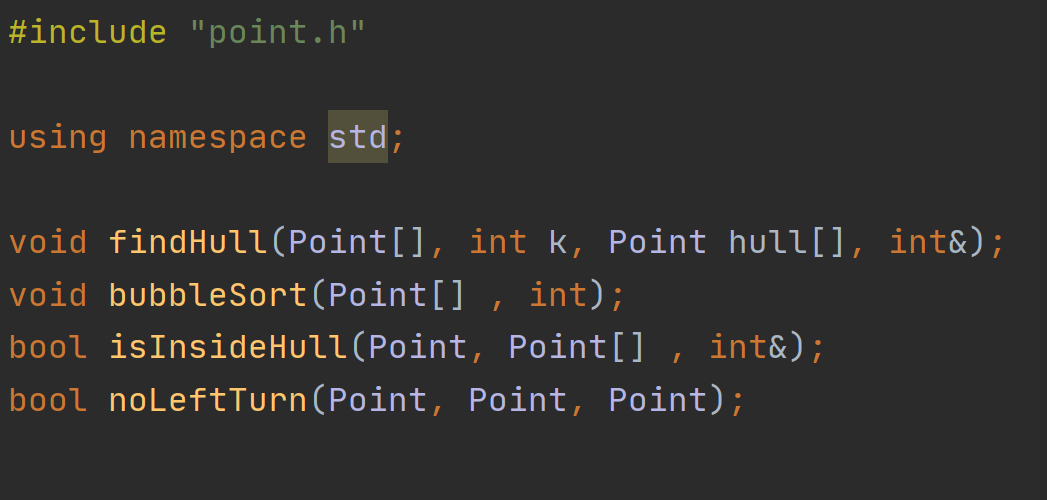 #include "point.h"
using namespace std;
void findHull(Point[], int k, Point hull[], int&);
void bubbleSort(Point[] , int);
bool isInsideHull(Point, Point[] , int&);
bool noLeftTurn(Point, Point, Point);